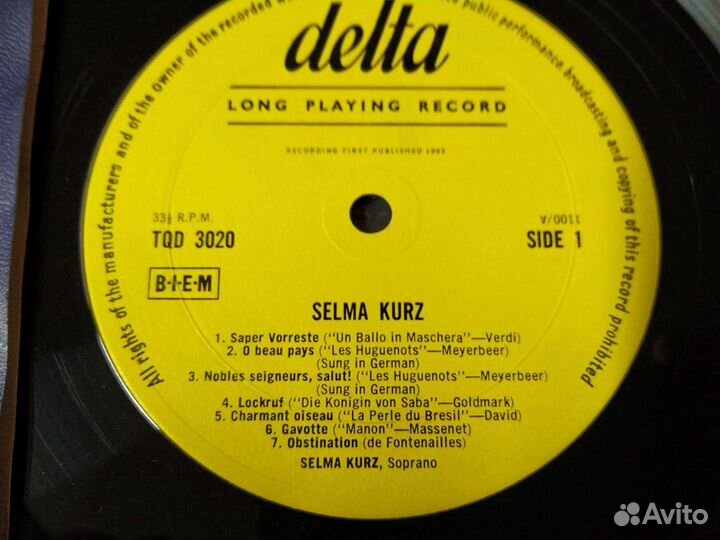 delta
LONG PLAYING RECORD
RECORDING FIRST PUBLISHED 1962
33⅓ R.P.M.
TQD 3020
1100/A
SIDE 1
B·I·E·M
SELMA KURZ
1. Saper Vorreste ("Un Ballo in Maschera"—Verdi)
2. O beau pays ("Les Huguenots"—Meyerbeer)
(Sung in German)
3. Nobles seigneurs, salut! ("Les Huguenots"—Meyerbeer)
(Sung in German)
4. Lockruf ("Die Konigin von Saba"—Goldmark)
5. Charmant oiseau ("La Perle du Bresil"—David)
6. Gavotte ("Manon"—Massenet)
7. Obstination (de Fontenailles)
SELMA KURZ, Soprano
All rights of the manufacturers and of the owner of the recorded
public performance, broadcasting and copying of this record prohibited
Avito